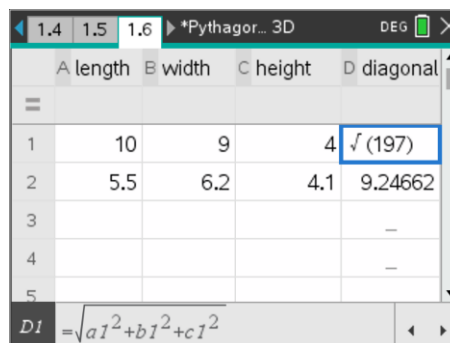 1.4 1.5 1.6 *Pythagor... 3D DEG
A length B width C height D diagonal
=
1 10 9 4 √(197)
2 5.5 6.2 4.1 9.24662
3 _
4 _
5
D1 =√a1²+b1²+c1²